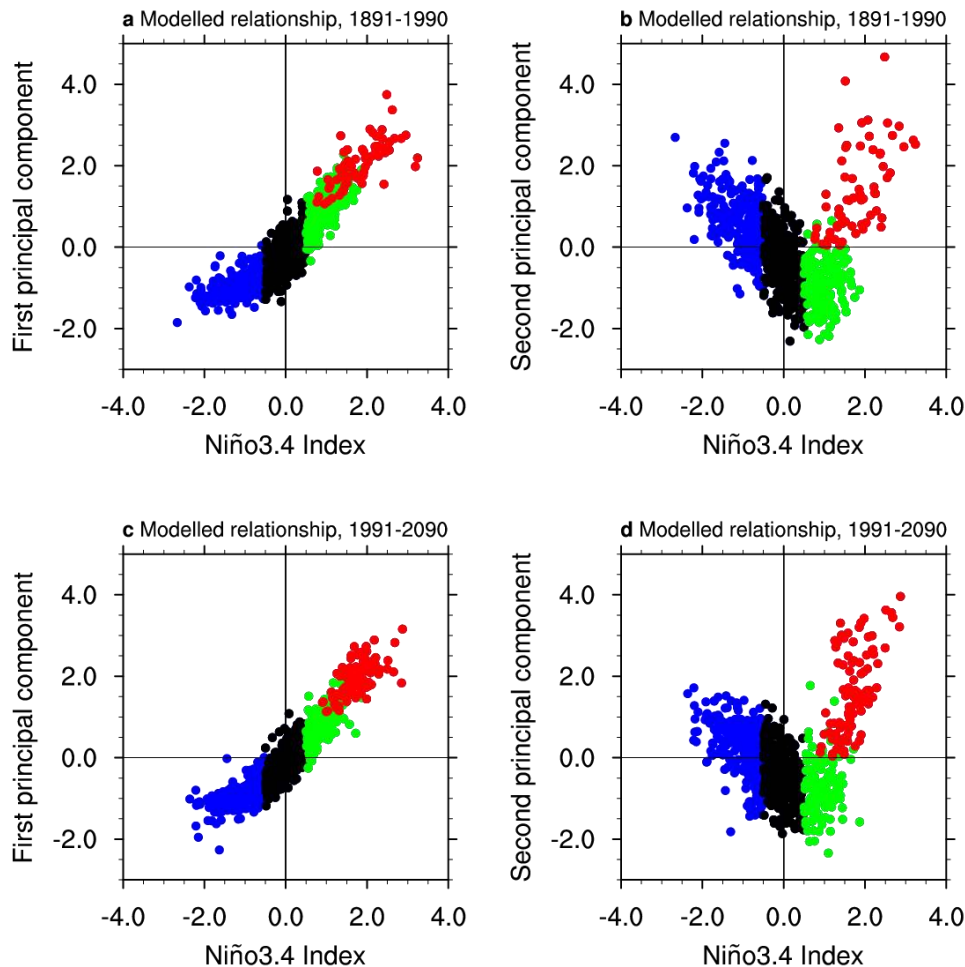 a Modelled relationship, 1891-1990
First principal component
4.0
2.0
0.0
-2.0
-4.0 -2.0 0.0 2.0 4.0
Niño3.4 Index
b Modelled relationship, 1891-1990
Second principal component
4.0
2.0
0.0
-2.0
-4.0 -2.0 0.0 2.0 4.0
Niño3.4 Index
c Modelled relationship, 1991-2090
First principal component
4.0
2.0
0.0
-2.0
-4.0 -2.0 0.0 2.0 4.0
Niño3.4 Index
d Modelled relationship, 1991-2090
Second principal component
4.0
2.0
0.0
-2.0
-4.0 -2.0 0.0 2.0 4.0
Niño3.4 Index